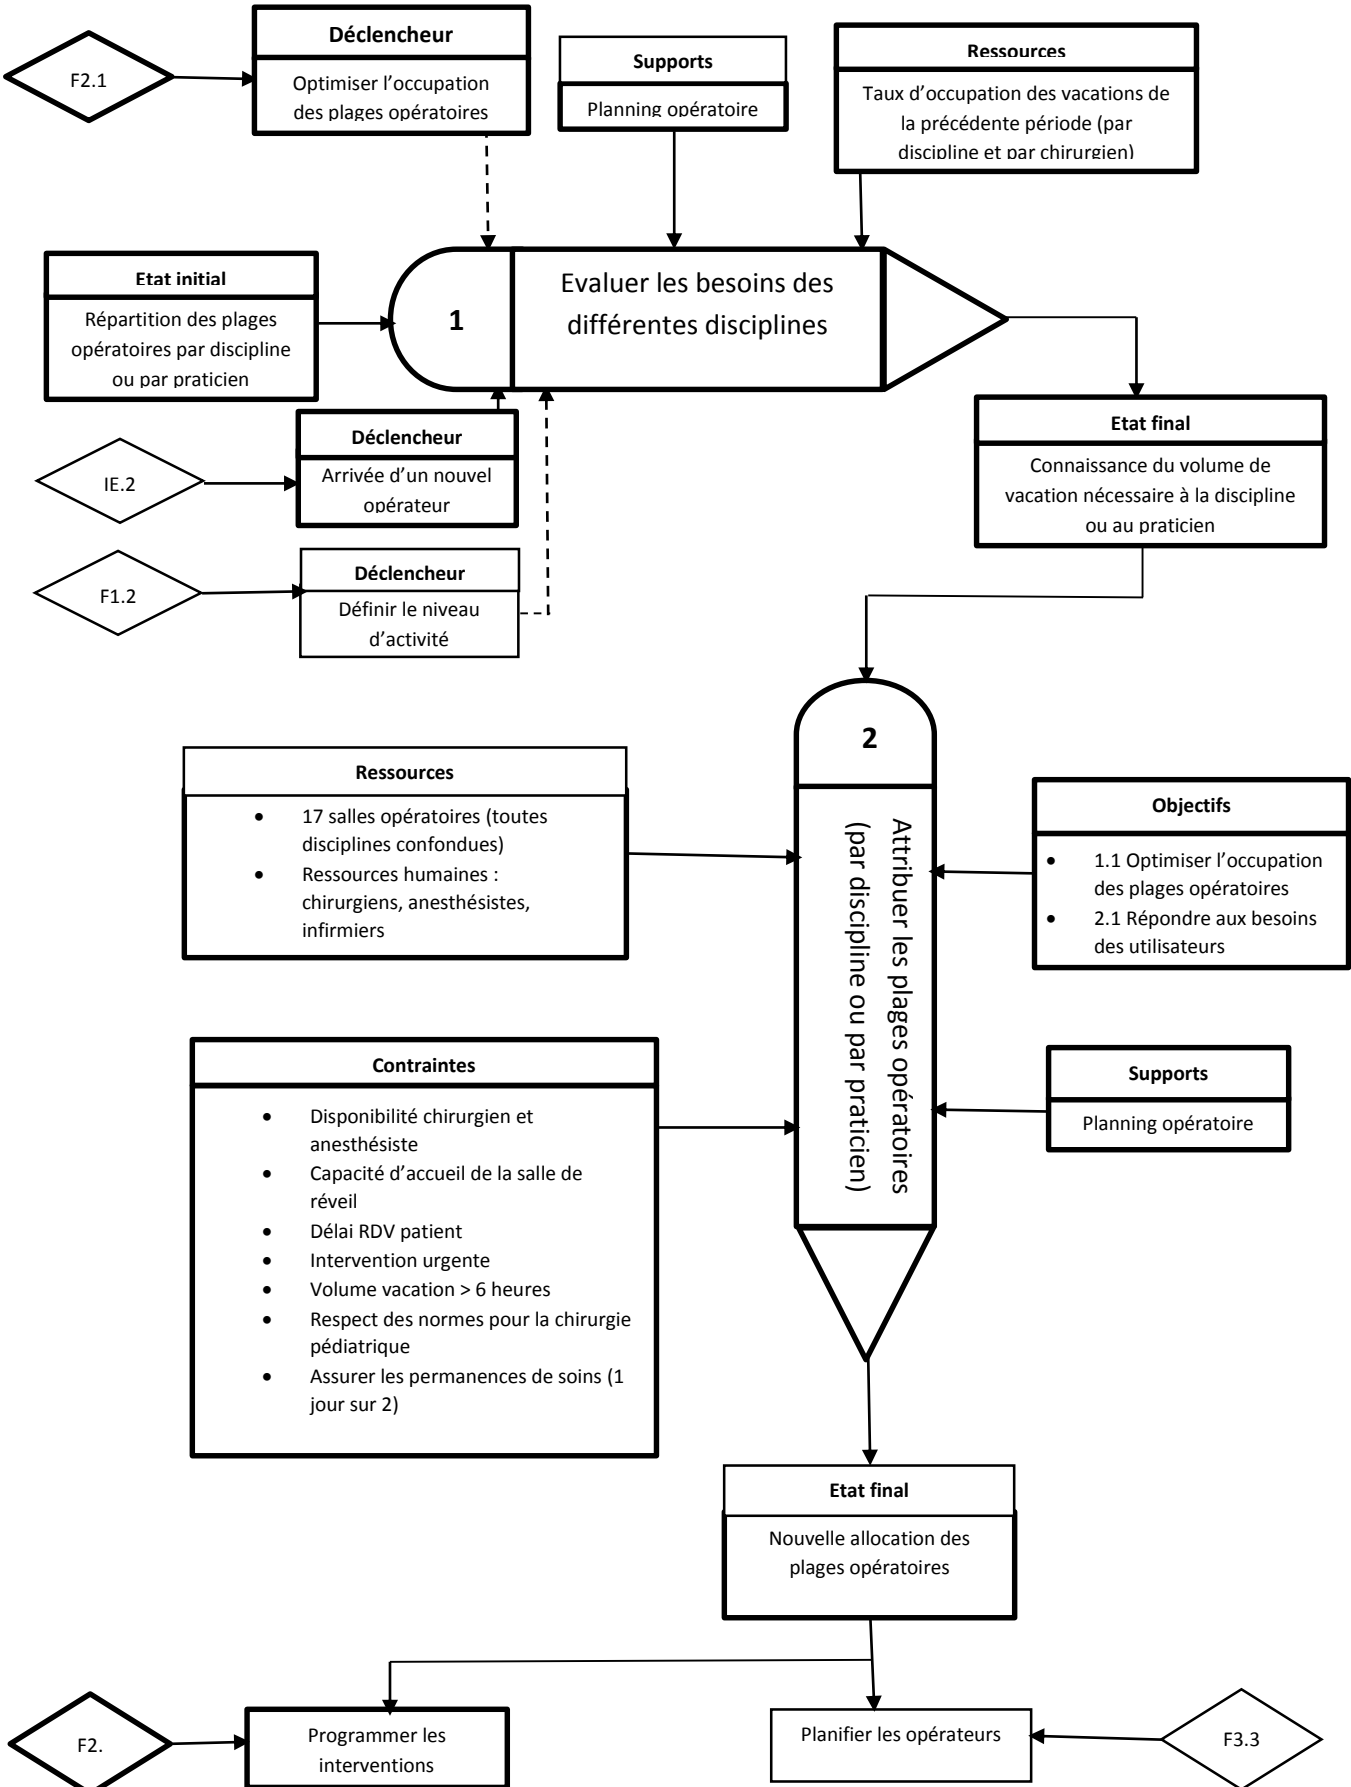 F2.1
Déclencheur
Optimiser l’occupation
des plages opératoires
Supports
Planning opératoire
Ressources
Taux d’occupation des vacations de
la précédente période (par
discipline et par chirurgien)
Etat initial
Répartition des plages
opératoires par discipline
ou par praticien
1
Evaluer les besoins des
différentes disciplines
IE.2
Déclencheur
Arrivée d’un nouvel
opérateur
F1.2
Déclencheur
Définir le niveau
d’activité
Etat final
Connaissance du volume de
vacation nécessaire à la discipline
ou au praticien
2
Attribuer les plages opératoires
(par discipline ou par praticien)
Ressources
• 17 salles opératoires (toutes
disciplines confondues)
• Ressources humaines :
chirurgiens, anesthésistes,
infirmiers
Objectifs
• 1.1 Optimiser l’occupation
des plages opératoires
• 2.1 Répondre aux besoins
des utilisateurs
Contraintes
• Disponibilité chirurgien et
anesthésiste
• Capacité d’accueil de la salle de
réveil
• Délai RDV patient
• Intervention urgente
• Volume vacation > 6 heures
• Respect des normes pour la chirurgie
pédiatrique
• Assurer les permanences de soins (1
jour sur 2)
Supports
Planning opératoire
Etat final
Nouvelle allocation des
plages opératoires
F2.
Programmer les
interventions
Planifier les opérateurs
F3.3